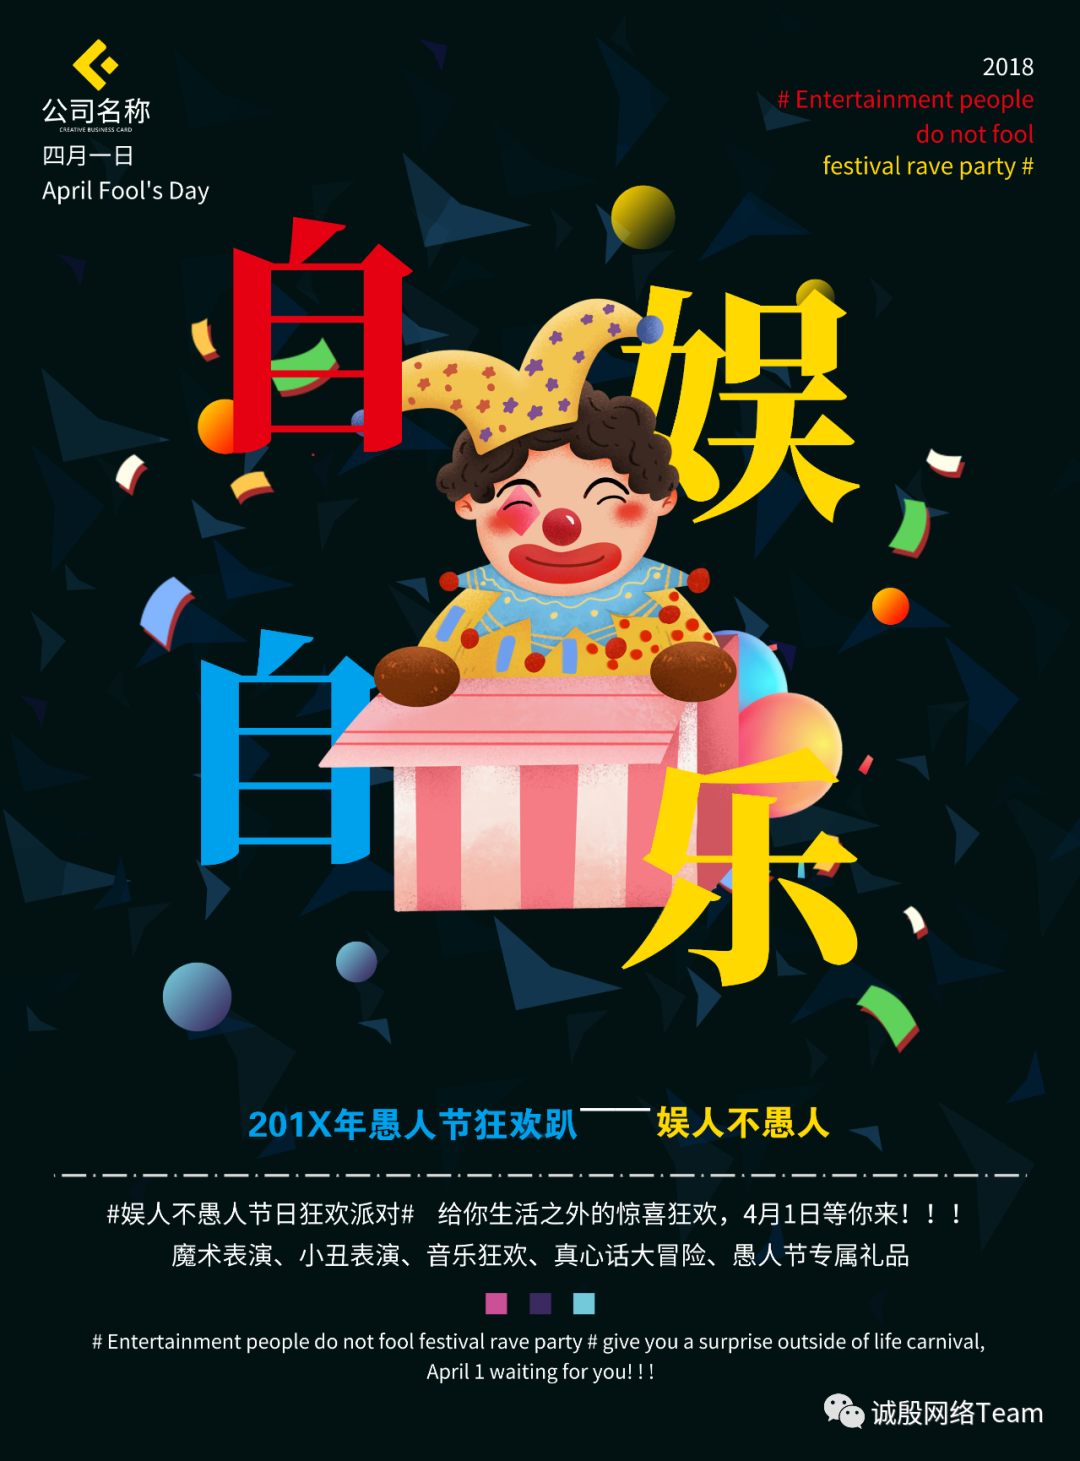 公司名称
CREATIVE BUSINESS CARD
四月一日
April Fool's Day
2018
# Entertainment people
do not fool
festival rave party #
自娱
自乐
201X年愚人节狂欢趴——娱人不愚人
#娱人不愚人节日狂欢派对# 给你生活之外的惊喜狂欢，4月1日等你来！！！
魔术表演、小丑表演、音乐狂欢、真心话大冒险、愚人节专属礼品
# Entertainment people do not fool festival rave party # give you a surprise outside of life carnival,
April 1 waiting for you! ! !
诚殷网络Team